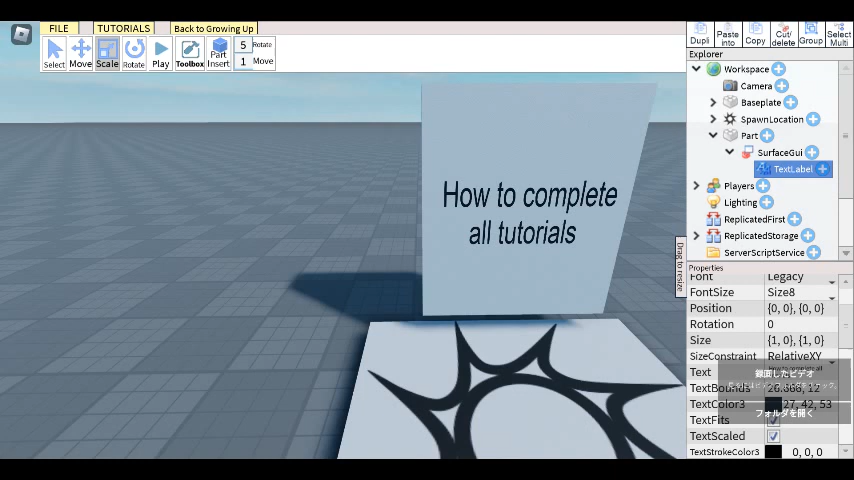 FILE
TUTORIALS
Back to Growing Up
Select
Move
Scale
Rotate
Play
Toolbox
Part
Insert
5 Rotate
1 Move
Dupli
Paste
into
Copy
Cut/
delete
Group
Select
Multi
Explorer
Workspace
Camera
Baseplate
SpawnLocation
Part
SurfaceGui
TextLabel
Players
Lighting
ReplicatedFirst
ReplicatedStorage
ServerScriptService
How to complete
all tutorials
Drag to resize
Properties
Font Legacy
FontSize Size8
Position {0, 0}, {0, 0}
Rotation 0
Size {1, 0}, {1, 0}
SizeConstraint RelativeXY
Text
録画したビデオ
TextBounds
TextColor3 27, 42, 53
フォルダを開く
TextFits
TextScaled
TextStrokeColor3 0, 0, 0